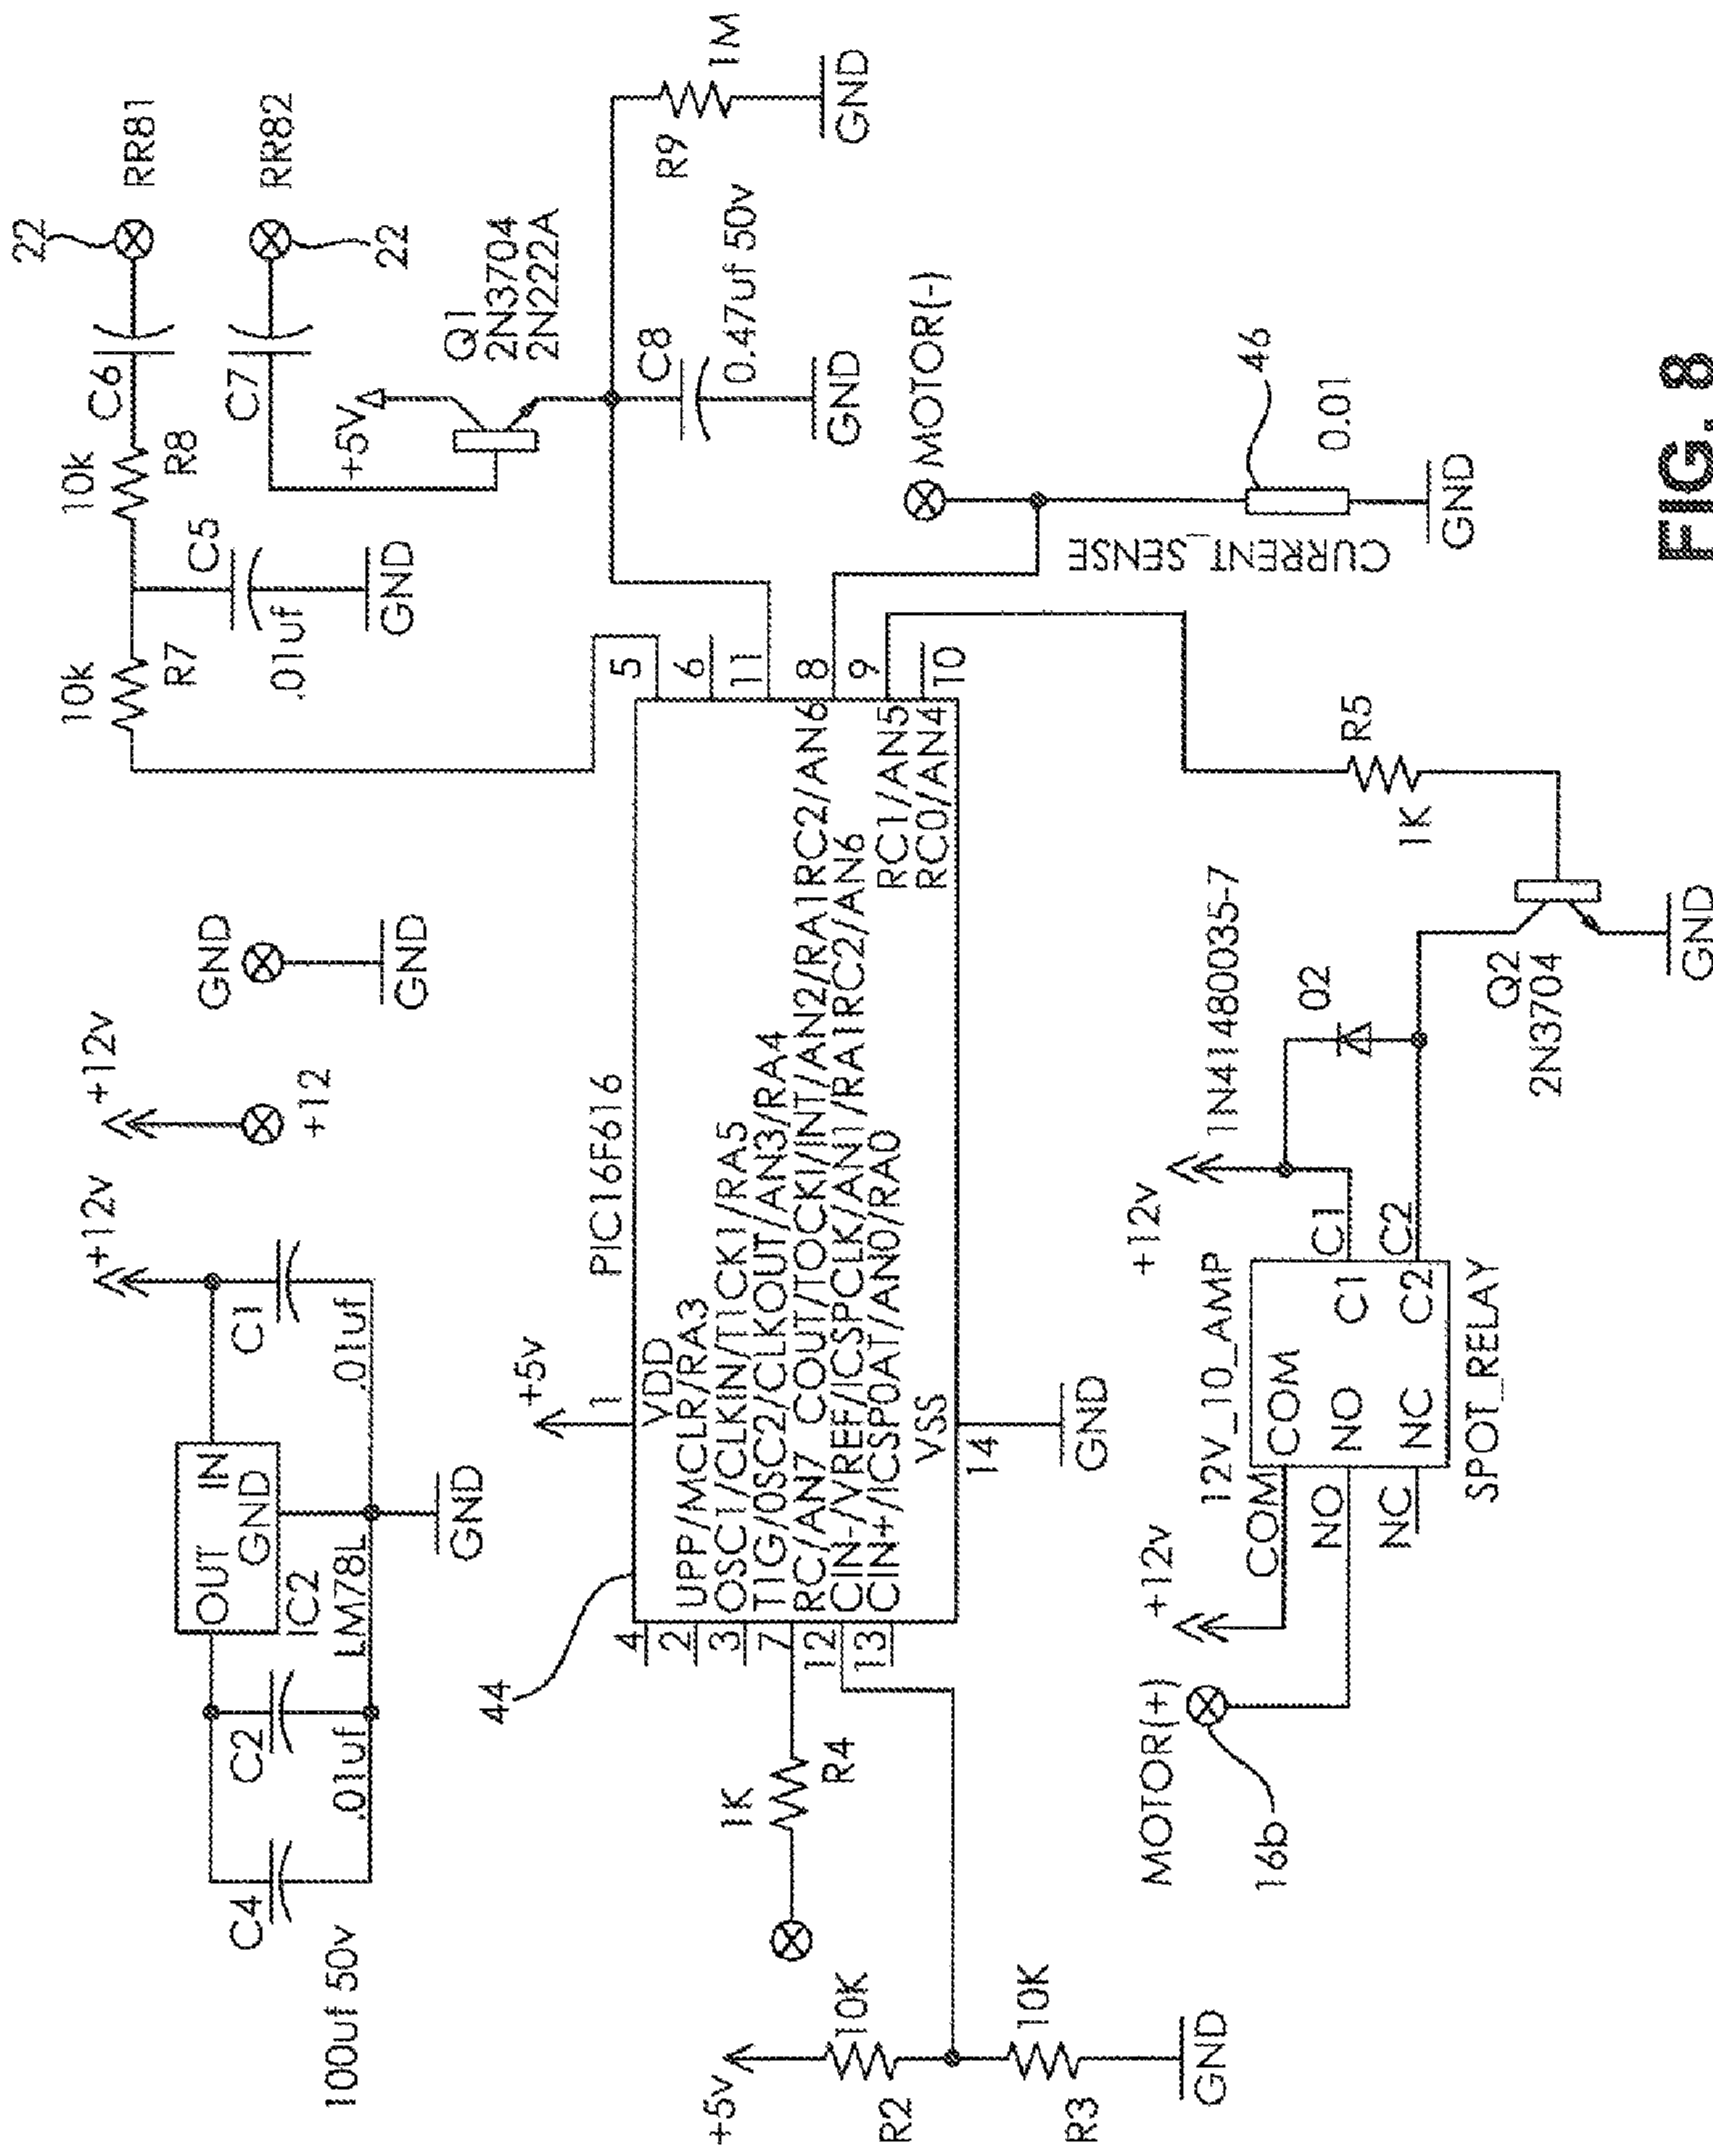 22
RR81
C6
10k
R8
10k
R7
C5
.01uf
GND
RR82
22
C7
+5V
Q1
2N3704
2N222A
R9
1M
GND
C8
0.47uf 50v
GND
MOTOR(-)
CURRENT_SENSE
46
0.01
GND
+12v
+12v
+12
GND
GND
OUT
IN
GND
IC2
LM78L
C1
.01uf
C2
.01uf
C4
100uf 50v
GND
44
+5v
PIC16F616
1
VDD
UPP/MCLR/RA3
OSC1/CLKIN/T1CK1/RA5
T1G/0SC2/CLKOUT/AN3/RA4
RC/AN7 COUT/TOCKI/INT/AN2/RA1RC2/AN6
CIN-/VREF/ICSPCLK/AN1/RA1RC2/AN6
CIN+/ICSP0AT/AN0/RA0
RC1/AN5
RC0/AN4
VSS
4
2
3
7
12
13
5
6
11
8
9
10
14
GND
1K
R4
+5v
10K
R2
10K
R3
GND
MOTOR(+)
16b
+12v
12V_10_AMP
COM
NO
NC
COM
NO
NC
C1
C2
C1
C2
SPOT_RELAY
+12v
1N41480035-7
02
R5
1K
Q2
2N3704
GND
FIG. 8